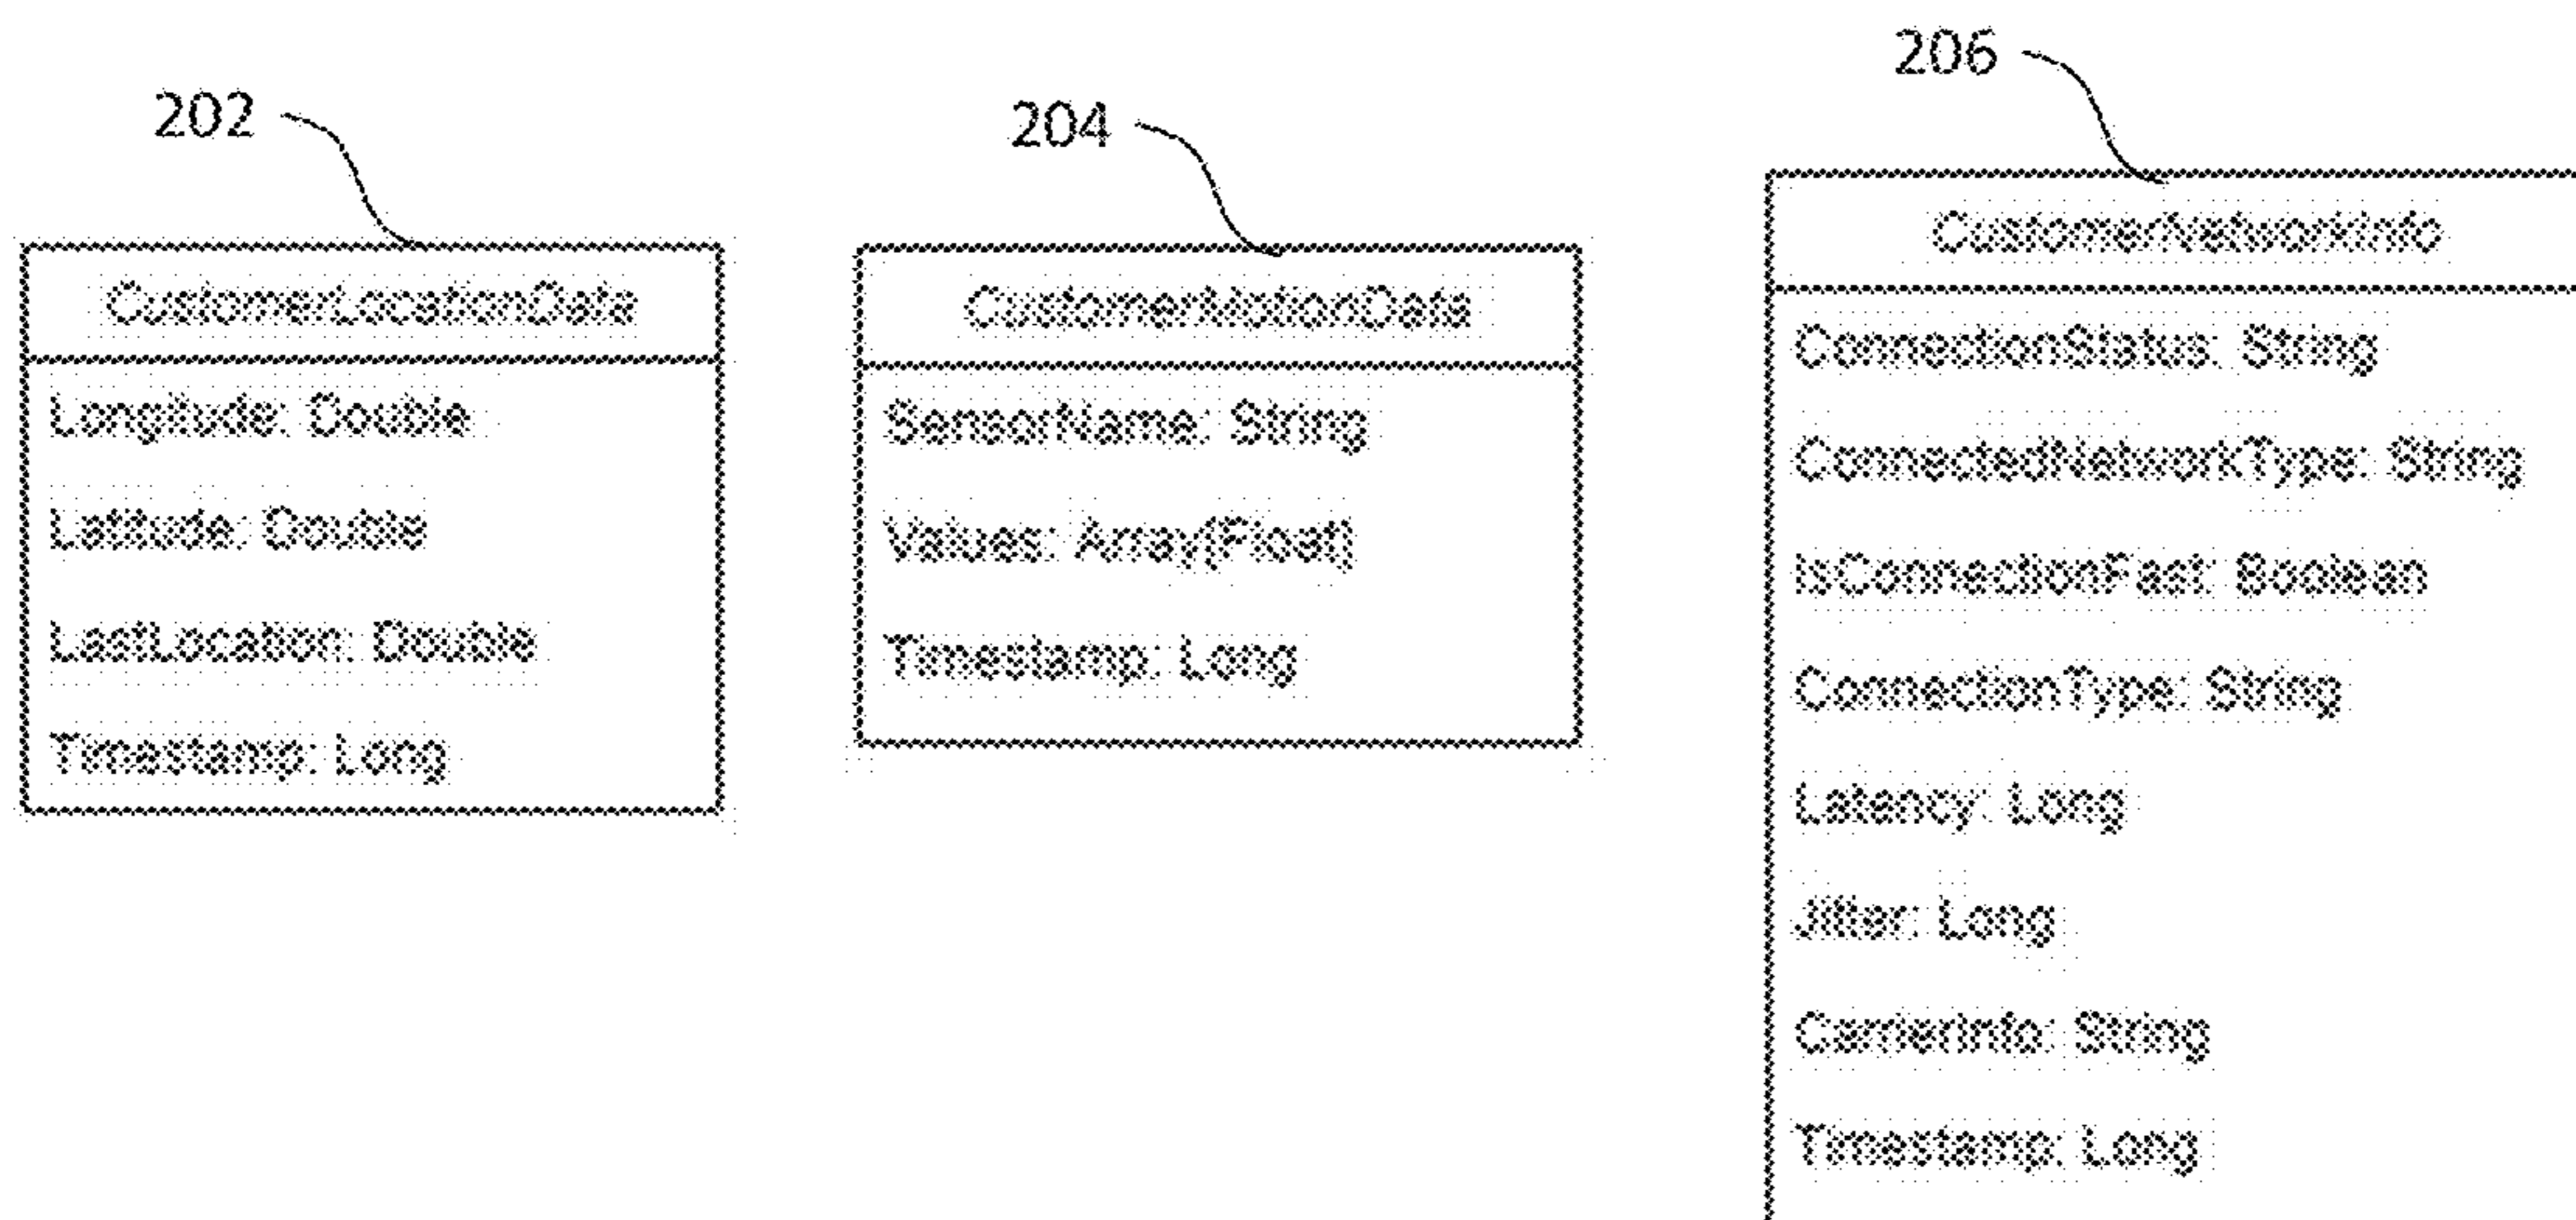 202
CustomerLocationData
Longitude: Double
Latitude: Double
LastLocation: Double
Timestamp: Long
204
CustomerMotionData
SensorName: String
Values: Array[Float]
Timestamp: Long
206
CustomerNetworkInfo
ConnectionStatus: String
ConnectedNetworkType: String
IsConnectionFast: Boolean
ConnectionType: String
Latency: Long
Jitter: Long
CarrierInfo: String
Timestamp: Long